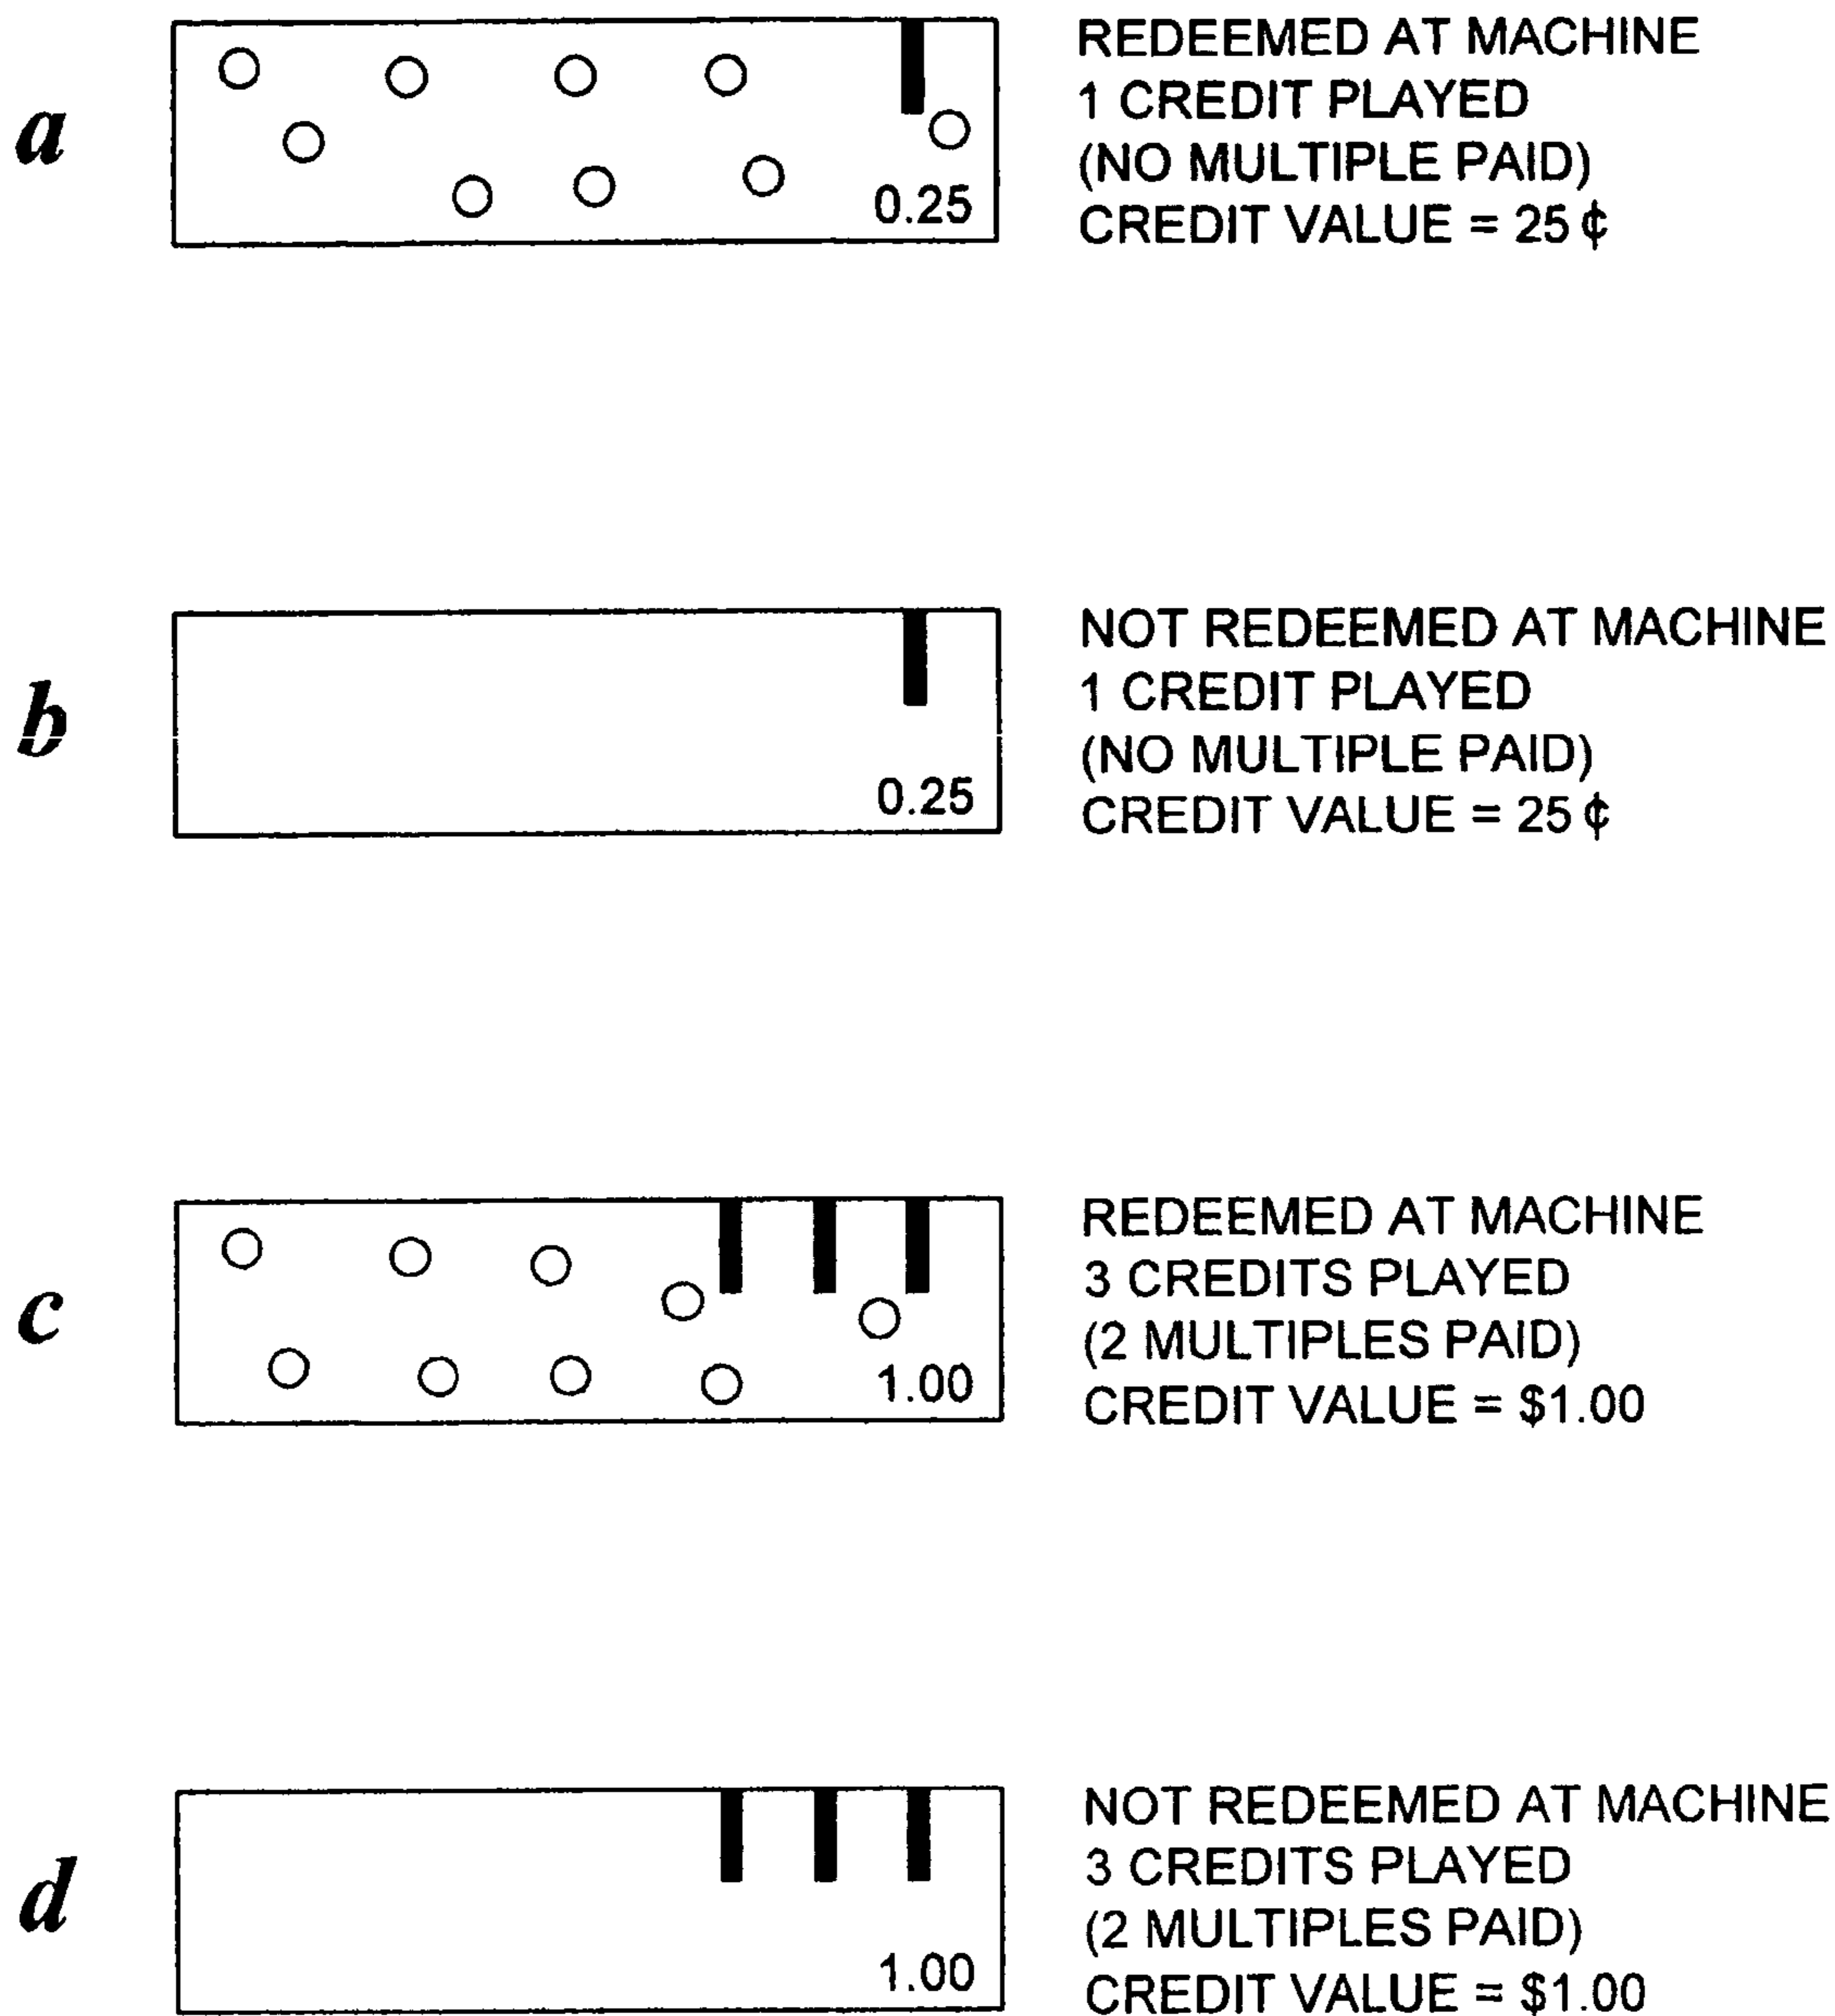 a
0.25
REDEEMED AT MACHINE
1 CREDIT PLAYED
(NO MULTIPLE PAID)
CREDIT VALUE = 25 ¢
b
0.25
NOT REDEEMED AT MACHINE
1 CREDIT PLAYED
(NO MULTIPLE PAID)
CREDIT VALUE = 25 ¢
c
1.00
REDEEMED AT MACHINE
3 CREDITS PLAYED
(2 MULTIPLES PAID)
CREDIT VALUE = $1.00
d
1.00
NOT REDEEMED AT MACHINE
3 CREDITS PLAYED
(2 MULTIPLES PAID)
CREDIT VALUE = $1.00